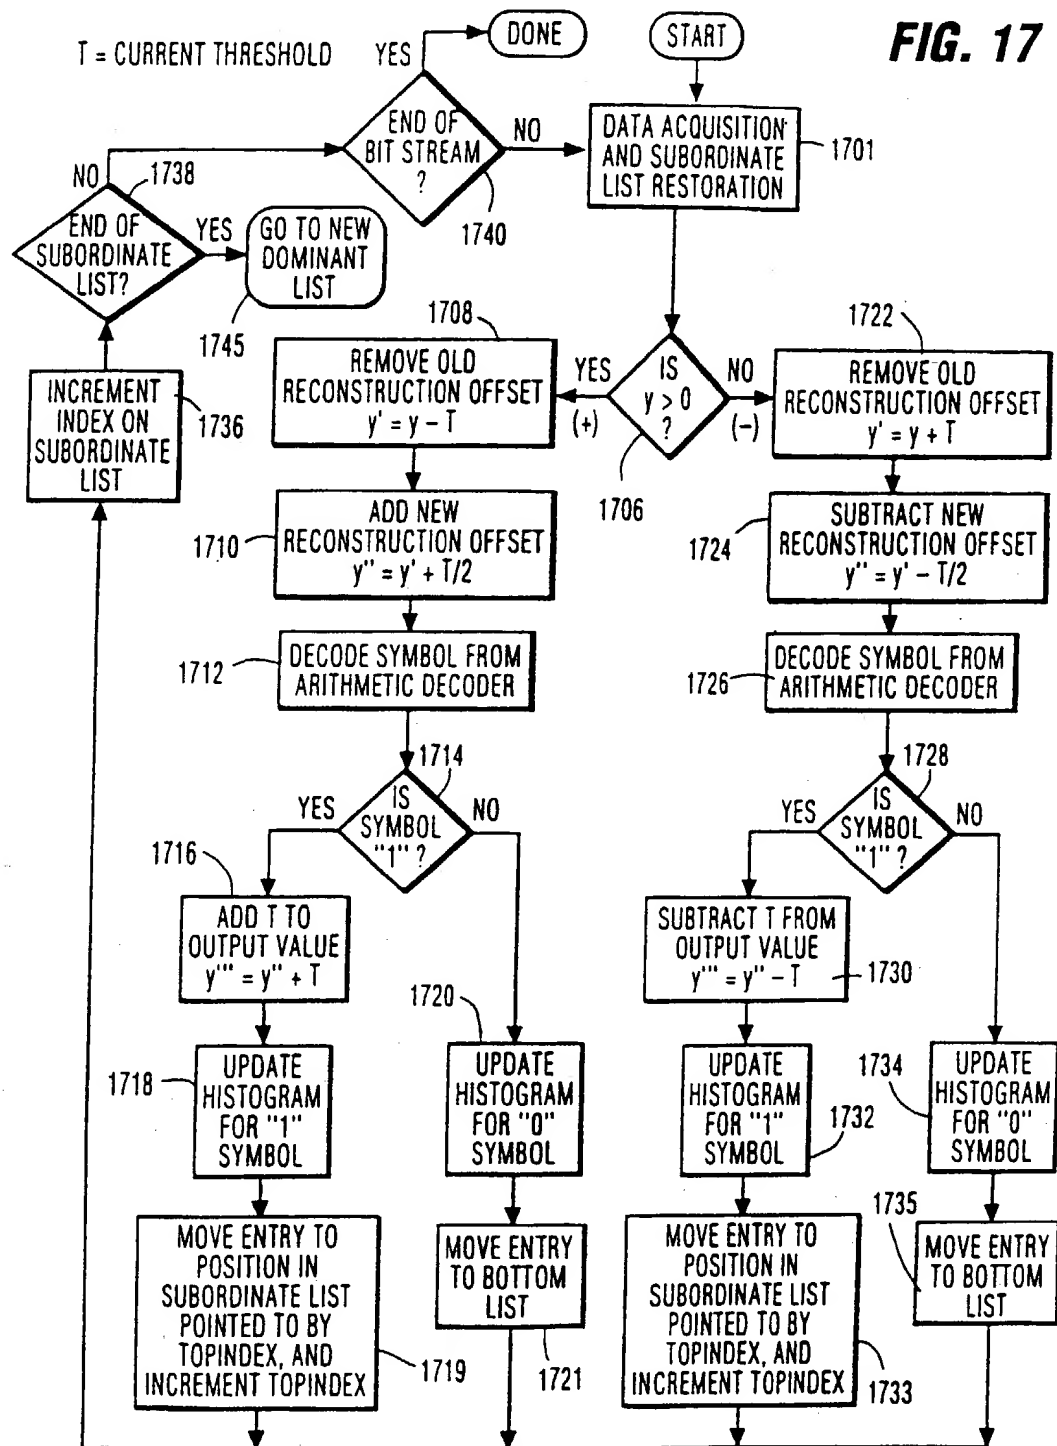 FIG. 17
T = CURRENT THRESHOLD
YES
DONE
START
END OF
BIT STREAM
?
NO
1740
DATA ACQUISITION
AND SUBORDINATE
LIST RESTORATION
1701
NO
1738
END OF
SUBORDINATE
LIST?
YES
GO TO NEW
DOMINANT
LIST
1745
INCREMENT
INDEX ON
SUBORDINATE
LIST
1736
1708
REMOVE OLD
RECONSTRUCTION OFFSET
y' = y – T
YES
(+)
IS
y > 0
?
NO
(–)
1706
1722
REMOVE OLD
RECONSTRUCTION OFFSET
y' = y + T
1710
ADD NEW
RECONSTRUCTION OFFSET
y'' = y' + T/2
1724
SUBTRACT NEW
RECONSTRUCTION OFFSET
y'' = y' – T/2
1712
DECODE SYMBOL FROM
ARITHMETIC DECODER
1726
DECODE SYMBOL FROM
ARITHMETIC DECODER
1714
YES
IS
SYMBOL
"1" ?
NO
1728
YES
IS
SYMBOL
"1" ?
NO
1716
ADD T TO
OUTPUT VALUE
y''' = y'' + T
SUBTRACT T FROM
OUTPUT VALUE
y''' = y'' – T
1730
1718
UPDATE
HISTOGRAM
FOR "1"
SYMBOL
1720
UPDATE
HISTOGRAM
FOR "0"
SYMBOL
UPDATE
HISTOGRAM
FOR "1"
SYMBOL
1732
1734
UPDATE
HISTOGRAM
FOR "0"
SYMBOL
MOVE ENTRY TO
POSITION IN
SUBORDINATE LIST
POINTED TO BY
TOPINDEX, AND
INCREMENT TOPINDEX
1719
MOVE ENTRY
TO BOTTOM
LIST
1721
MOVE ENTRY TO
POSITION IN
SUBORDINATE LIST
POINTED TO BY
TOPINDEX, AND
INCREMENT TOPINDEX
1733
1735
MOVE ENTRY
TO BOTTOM
LIST